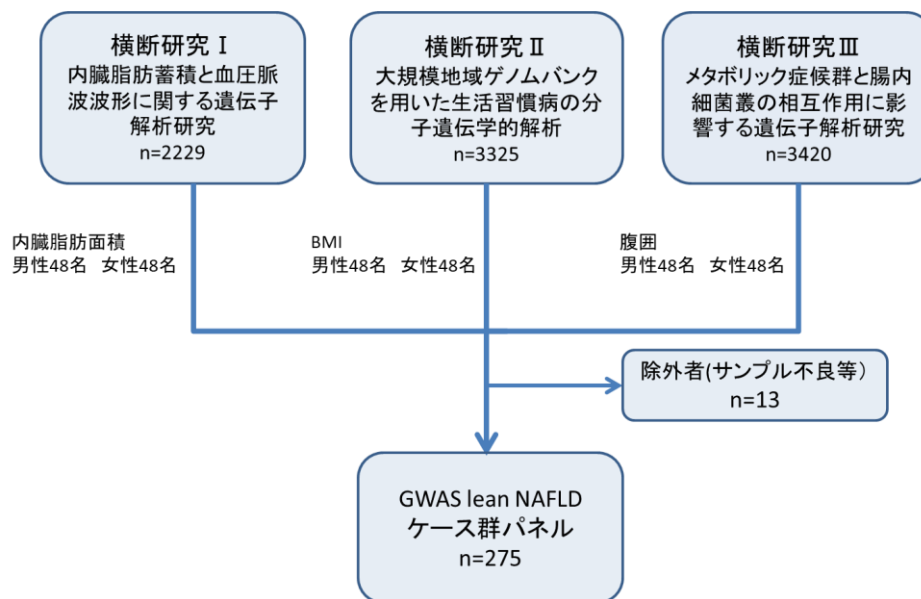 横断研究Ⅰ
内臓脂肪蓄積と血圧脈
波波形に関する遺伝子
解析研究
n=2229
横断研究Ⅱ
大規模地域ゲノムバンク
を用いた生活習慣病の分
子遺伝学的解析
n=3325
横断研究Ⅲ
メタボリック症候群と腸内
細菌叢の相互作用に影
響する遺伝子解析研究
n=3420
内臓脂肪面積
男性48名 女性48名
BMI
男性48名 女性48名
腹囲
男性48名 女性48名
除外者(サンプル不良等）
n=13
GWAS lean NAFLD
ケース群パネル
n=275